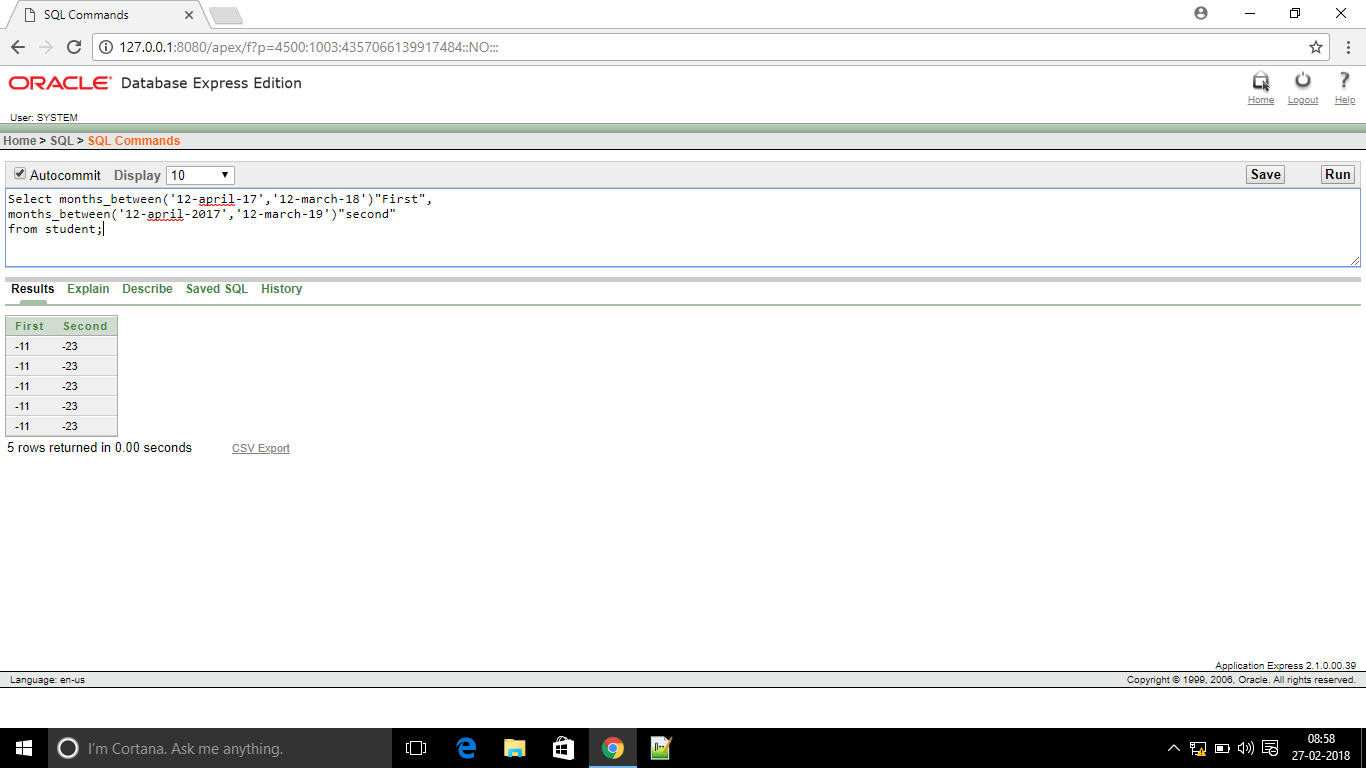 SQL Commands
127.0.0.1:8080/apex/f?p=4500:1003:4357066139917484::NO:::
ORACLE Database Express Edition
Home Logout Help
User: SYSTEM
Home > SQL > SQL Commands
Autocommit Display 10 Save Run
Select months_between('12-april-17','12-march-18')"First",
months_between('12-april-2017','12-march-19')"second"
from student;
Results Explain Describe Saved SQL History
First Second
-11 -23
-11 -23
-11 -23
-11 -23
-11 -23
5 rows returned in 0.00 seconds CSV Export
Application Express 2.1.0.00.39
Language: en-us Copyright © 1999, 2006, Oracle. All rights reserved.
I'm Cortana. Ask me anything.
08:58
27-02-2018